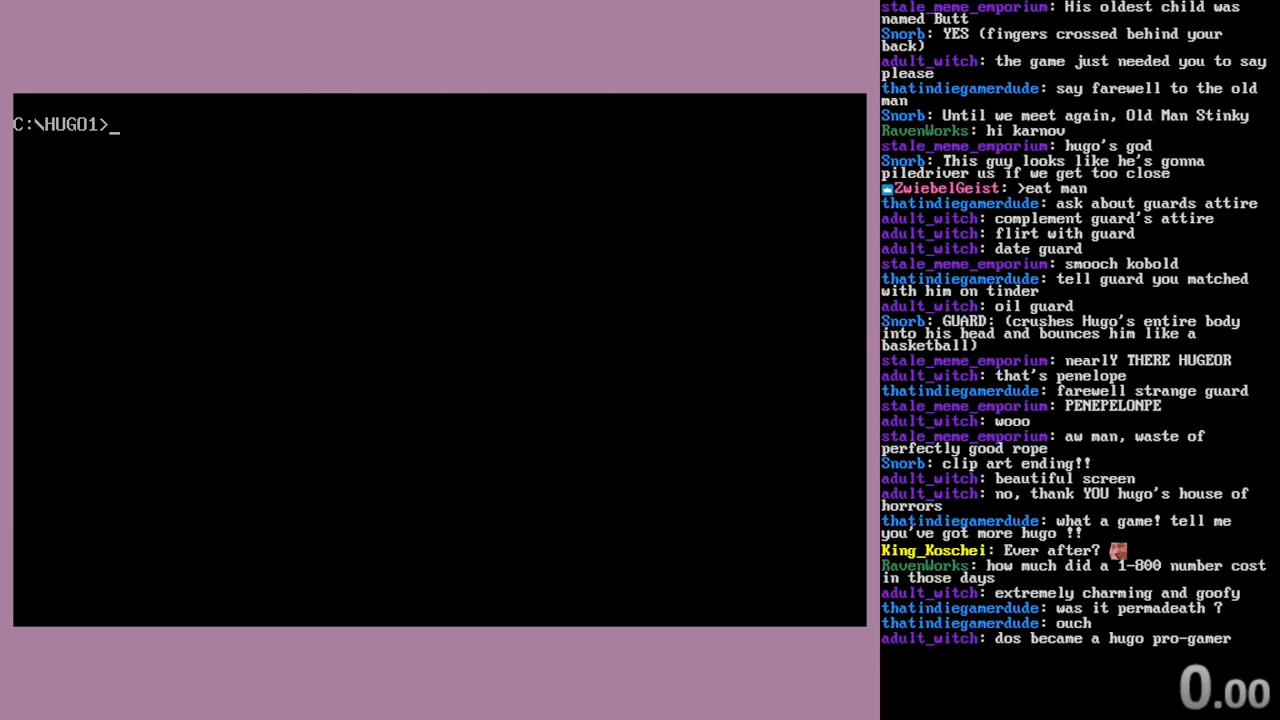 C:\HUGO1>_
stale_meme_emporium: His oldest child was
named Butt
Snorb: YES (fingers crossed behind your
back)
adult_witch: the game just needed you to say
please
thatindiegamerdude: say farewell to the old
man
Snorb: Until we meet again, Old Man Stinky
RavenWorks: hi karnov
stale_meme_emporium: hugo's god
Snorb: This guy looks like he's gonna
piledriver us if we get too close
ZwiebelGeist: >eat man
thatindiegamerdude: ask about guards attire
adult_witch: complement guard's attire
adult_witch: flirt with guard
adult_witch: date guard
stale_meme_emporium: smooch kobold
thatindiegamerdude: tell guard you matched
with him on tinder
adult_witch: oil guard
Snorb: GUARD: (crushes Hugo's entire body
into his head and bounces him like a
basketball)
stale_meme_emporium: nearlY THERE HUGEOR
adult_witch: that's penelope
thatindiegamerdude: farewell strange guard
stale_meme_emporium: PENEPELONPE
adult_witch: wooo
stale_meme_emporium: aw man, waste of
perfectly good rope
Snorb: clip art ending!!
adult_witch: beautiful screen
adult_witch: no, thank YOU hugo's house of
horrors
thatindiegamerdude: what a game! tell me
you've got more hugo !!
King_Koschei: Ever after?
RavenWorks: how much did a 1-800 number cost
in those days
adult_witch: extremely charming and goofy
thatindiegamerdude: was it permadeath ?
thatindiegamerdude: ouch
adult_witch: dos became a hugo pro-gamer
0.00